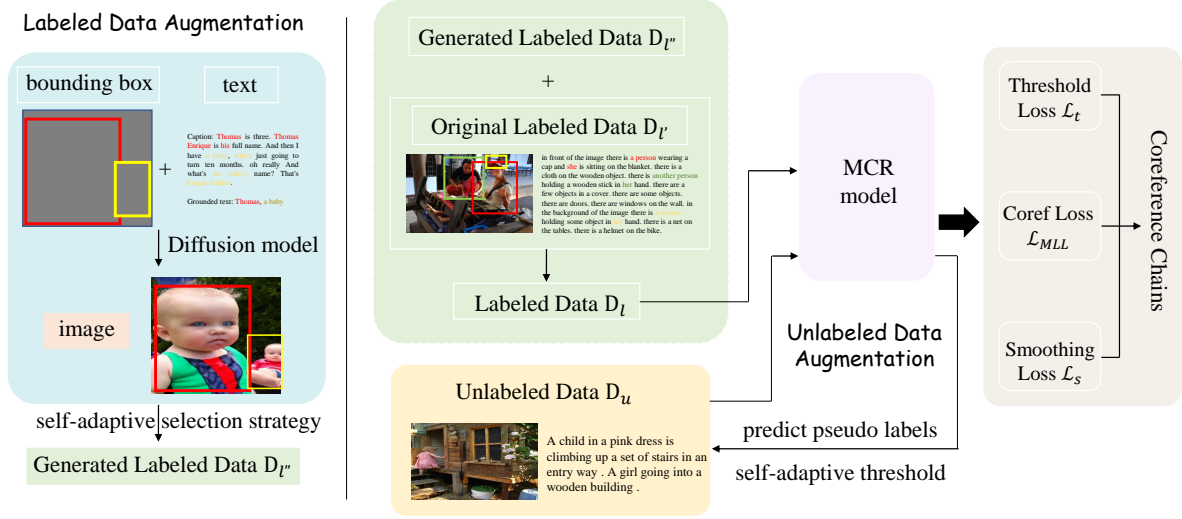 Labeled Data Augmentation
bounding box
text
+
Caption: Thomas is three. Thomas
Enrique is his full name. And then I
have , just going to
turn ten months. oh really And
what's name? That's
.
Grounded text: Thomas, a baby
Diffusion model
image
self-adaptive selection strategy
Generated Labeled Data D_l''
Generated Labeled Data D_l''
+
Original Labeled Data D_l'
in front of the image there is a person wearing a
cap and she is sitting on the blanket. there is a
cloth on the wooden object. there is another person
holding a wooden stick in her hand. there are a
few objects in a cover. there are some objects.
there are doors. there are windows on the wall. in
the background of the image there is
holding some object in hand. there is a net on
the tables. there is a helmet on the bike.
Labeled Data D_l
Unlabeled Data D_u
A child in a pink dress is
climbing up a set of stairs in an
entry way . A girl going into a
wooden building .
MCR
model
Unlabeled Data
Augmentation
predict pseudo labels
self-adaptive threshold
Threshold
Loss ℒ_t
Coref Loss
ℒ_MLL
Smoothing
Loss ℒ_s
Coreference Chains